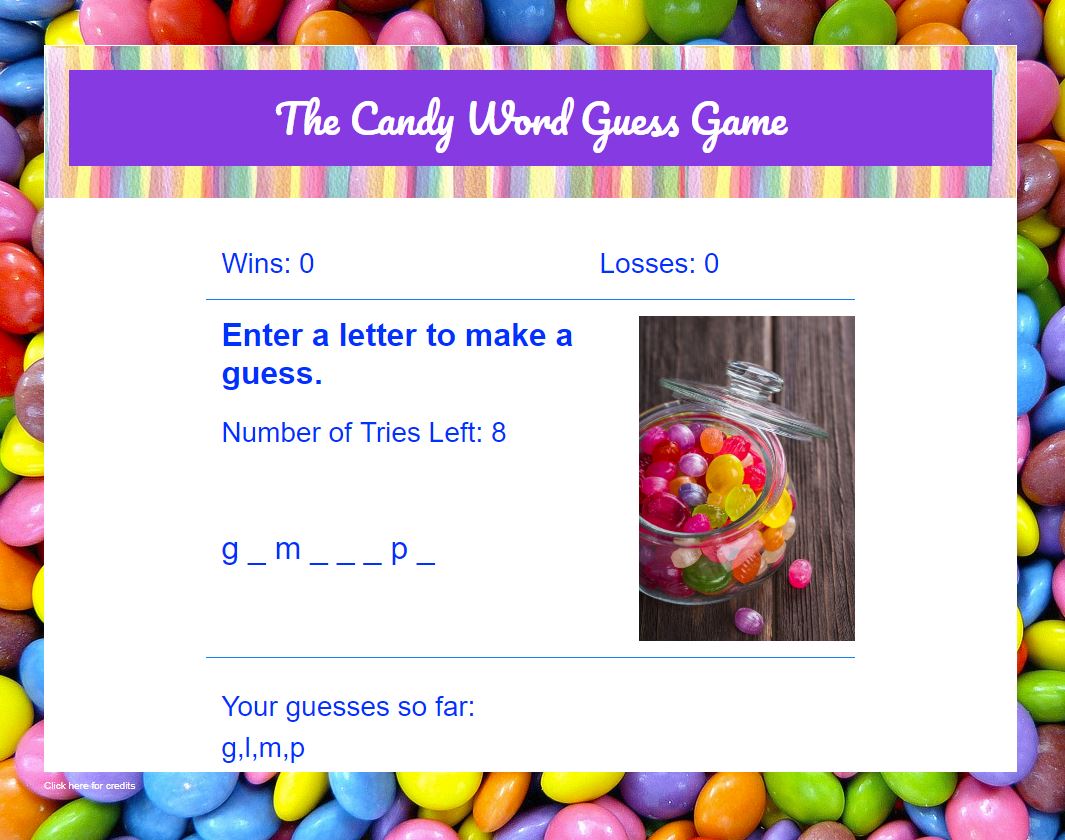 The Candy Word Guess Game
Wins: 0 Losses: 0
Enter a letter to make a
guess.
Number of Tries Left: 8
g _ m _ _ _ p _
Your guesses so far:
g,l,m,p
Click here for credits